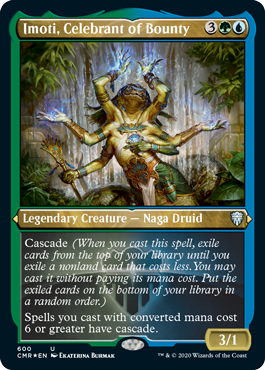 Imoti, Celebrant of Bounty 3
Legendary Creature — Naga Druid
Cascade (When you cast this spell, exile
cards from the top of your library until you
exile a nonland card that costs less. You may
cast it without paying its mana cost. Put the
exiled cards on the bottom of your library in
a random order.)
Spells you cast with converted mana cost
6 or greater have cascade.
3/1
600 U
CMR EN EKATERINA BURMAK ™ & © 2020 Wizards of the Coast